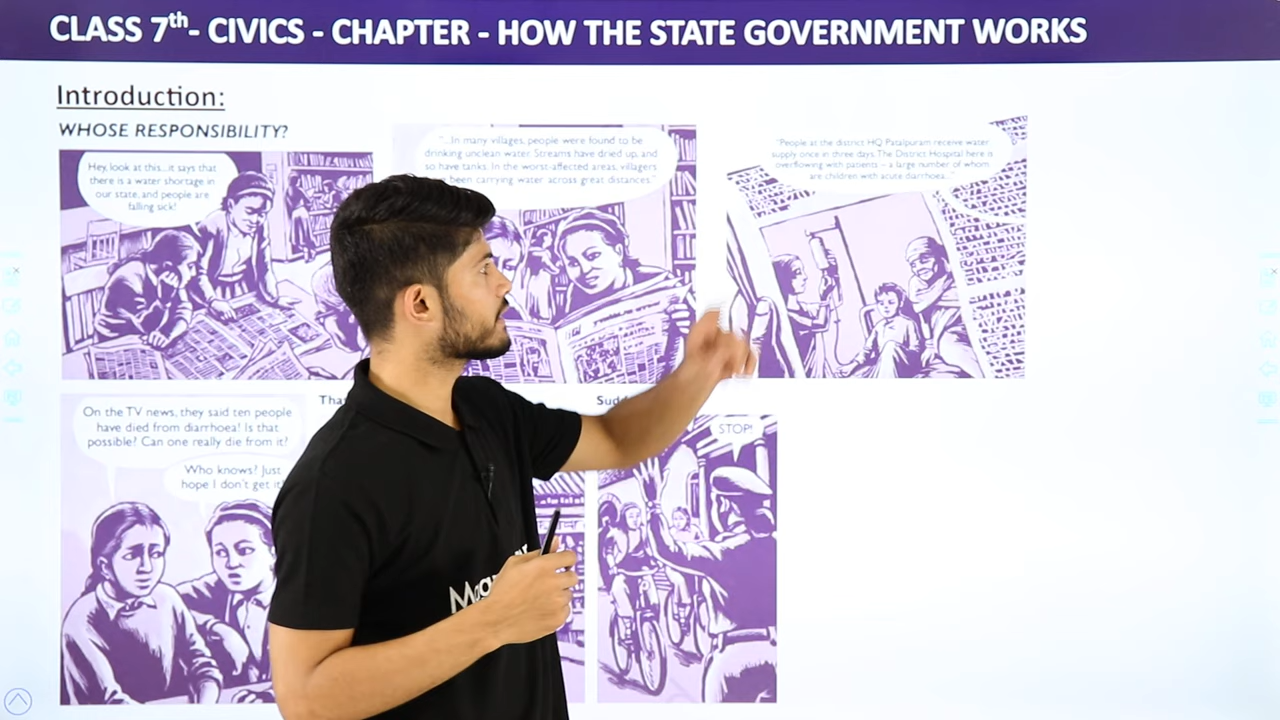 CLASS 7th- CIVICS - CHAPTER - HOW THE STATE GOVERNMENT WORKS
Introduction:
WHOSE RESPONSIBILITY?
Hey, look at this...it says that
there is a water shortage in
our state, and people are
falling sick!
"...In many villages, people were found to be
drinking unclean water. Streams have dried up, and
so have tanks. In the worst-affected areas, villagers
been carrying water across great distances."
"People at the district HQ Patalpuram receive water
supply once in three days. The District Hospital here is
overflowing with patients – a large number of whom
are children with acute diarrhoea..."
On the TV news, they said ten people
have died from diarrhoea! Is that
possible? Can one really die from it?
Who knows? Just
hope I don't get it!
STOP!